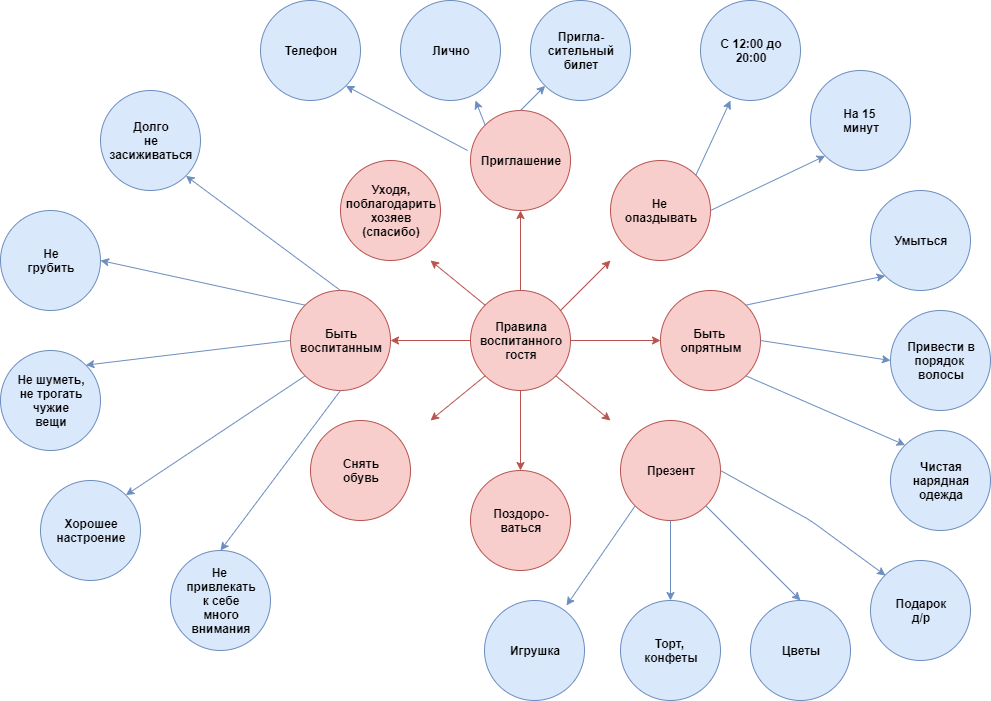 Телефон
Лично
Пригла-
сительный
билет
С 12:00 до
20:00
На 15
минут
Долго
не
засиживаться
Приглашение
Уходя,
поблагодарить
хозяев
(спасибо)
Не
опаздывать
Умыться
Не
грубить
Быть
воспитанным
Правила
воспитанного
гостя
Быть
опрятным
Привести в
порядок
волосы
Не шуметь,
не трогать
чужие
вещи
Снять
обувь
Презент
Чистая
нарядная
одежда
Поздоро-
ваться
Хорошее
настроение
Не
привлекать
к себе
много
внимания
Подарок
д/р
Игрушка
Торт,
конфеты
Цветы